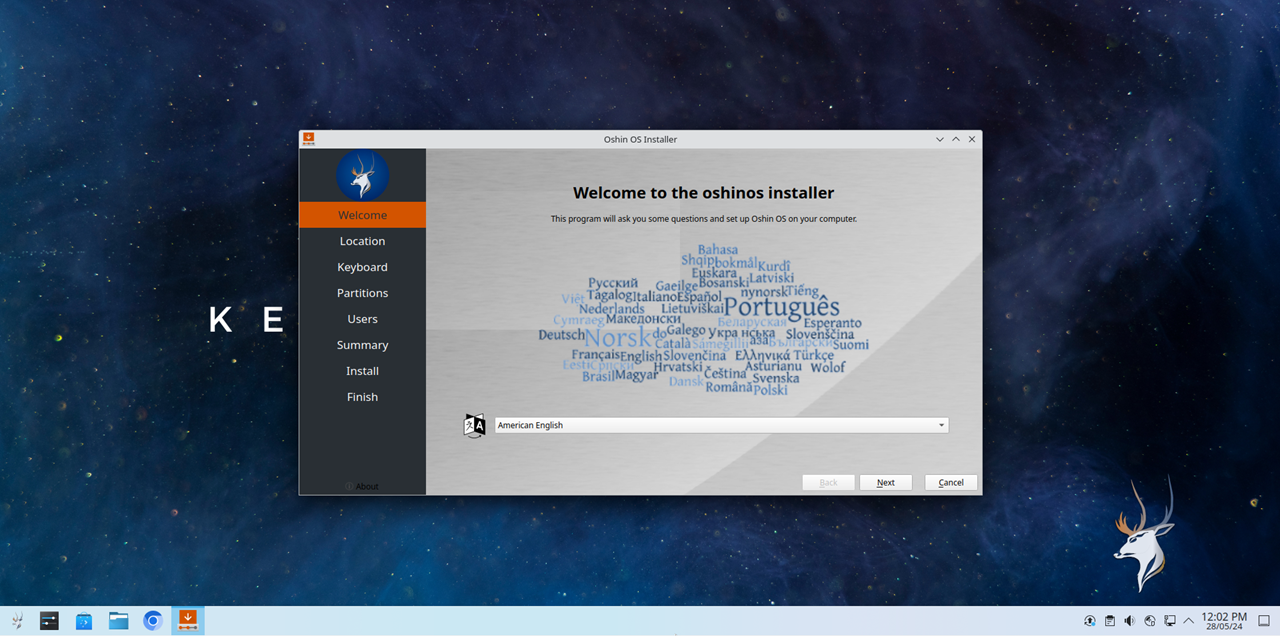 Oshin OS Installer
Welcome
Location
Keyboard
Partitions
Users
Summary
Install
Finish
About
K E
Welcome to the oshinos installer
This program will ask you some questions and set up Oshin OS on your computer.
Bahasa
Shqip bokmål Kurdî
Euskara Latviski
Русский Gaeilge Bosanski
Việt Tagalog Italiano Español nynorsk Tiếng
Nederlands Lietuviškai Português
Cymraeg Македонски Беларуская Esperanto
Deutsch Norsk do Galego Slovenščina
Català Sámegillii аза Български Suomi
Français English Slovenčina Ελληνικά Türkçe
Eesti Српски Hrvatski Asturianu Wolof
Brasil Magyar Čeština Svenska
Dansk Română Polski
American English
Back Next Cancel
12:02 PM
28/05/24